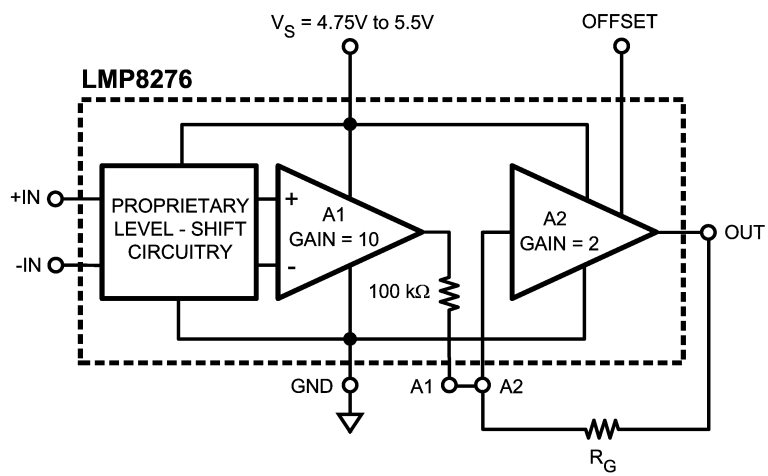 V_S = 4.75V to 5.5V
OFFSET
LMP8276
+IN
-IN
PROPRIETARY
LEVEL - SHIFT
CIRCUITRY
+
-
A1
GAIN = 10
A2
GAIN = 2
OUT
100 kΩ
GND
A1
A2
R_G